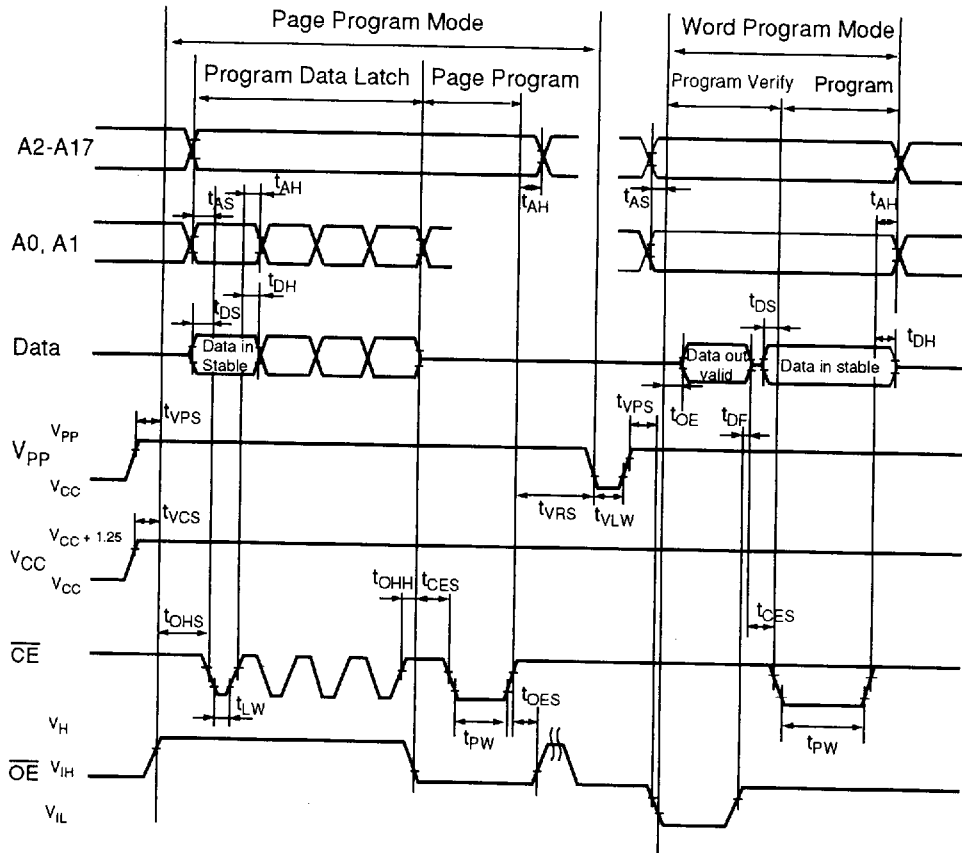 Page Program Mode
Word Program Mode
Program Data Latch
Page Program
Program Verify
Program
A2-A17
tAS
tAH
tAH
tAS
tAH
A0, A1
tDH
tDS
tDS
tDH
Data
Data in
Stable
Data out
valid
Data in stable
tVPS
tVPS
tOE
tDF
VPP
VPP
VCC
tVRS
tVLW
tVCS
VCC + 1.25
VCC
VCC
tOHH
tCES
tCES
tOHS
CE
tLW
tOES
tPW
tPW
VH
OE
VIH
VIL